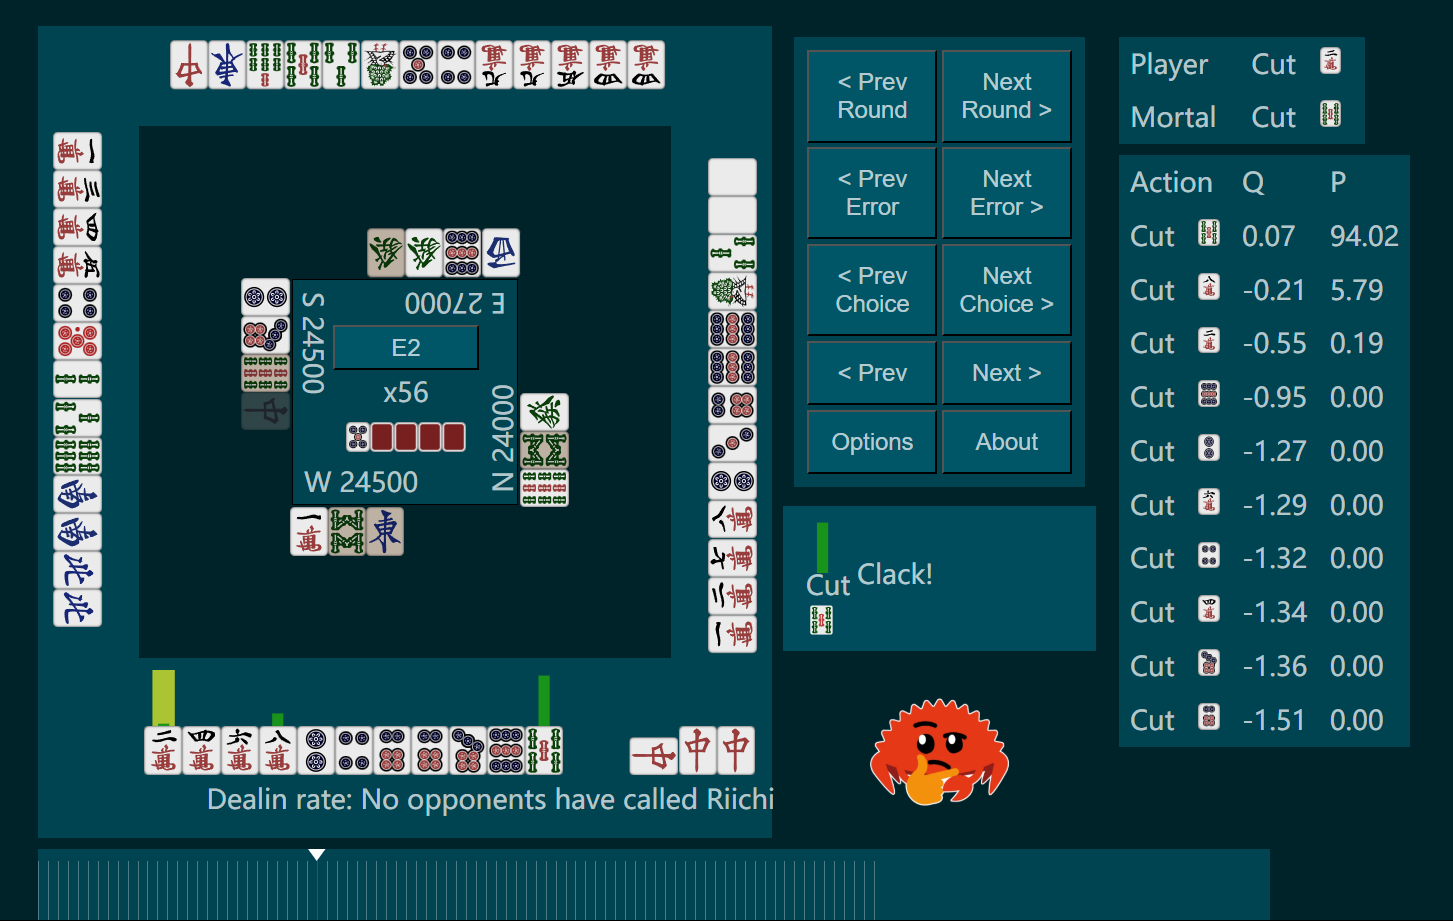 < Prev
Round
Next
Round >
< Prev
Error
Next
Error >
< Prev
Choice
Next
Choice >
< Prev
Next >
Options
About
Player Cut
Mortal Cut
Action Q P
Cut 0.07 94.02
Cut -0.21 5.79
Cut -0.55 0.19
Cut -0.95 0.00
Cut -1.27 0.00
Cut -1.29 0.00
Cut -1.32 0.00
Cut -1.34 0.00
Cut -1.36 0.00
Cut -1.51 0.00
E 27000
S 24500
E2
x56
N 24000
W 24500
Cut
Clack!
Dealin rate: No opponents have called Riichi